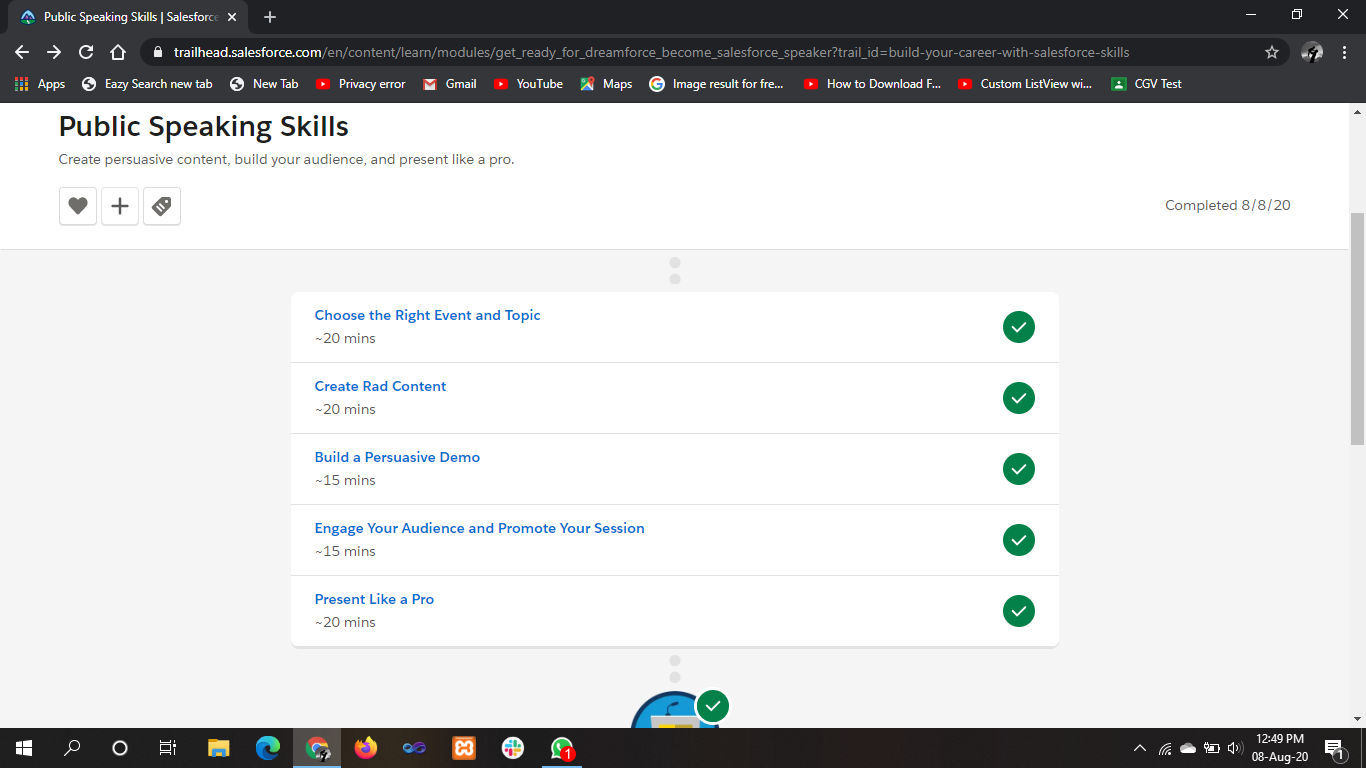 Public Speaking Skills | Salesforce
trailhead.salesforce.com/en/content/learn/modules/get_ready_for_dreamforce_become_salesforce_speaker?trail_id=build-your-career-with-salesforce-skills
Apps Eazy Search new tab New Tab Privacy error Gmail YouTube Maps Image result for fre... How to Download F... Custom ListView wi... CGV Test
Public Speaking Skills
Create persuasive content, build your audience, and present like a pro.
Completed 8/8/20
Choose the Right Event and Topic
~20 mins
Create Rad Content
~20 mins
Build a Persuasive Demo
~15 mins
Engage Your Audience and Promote Your Session
~15 mins
Present Like a Pro
~20 mins
12:49 PM
1
08-Aug-20
1